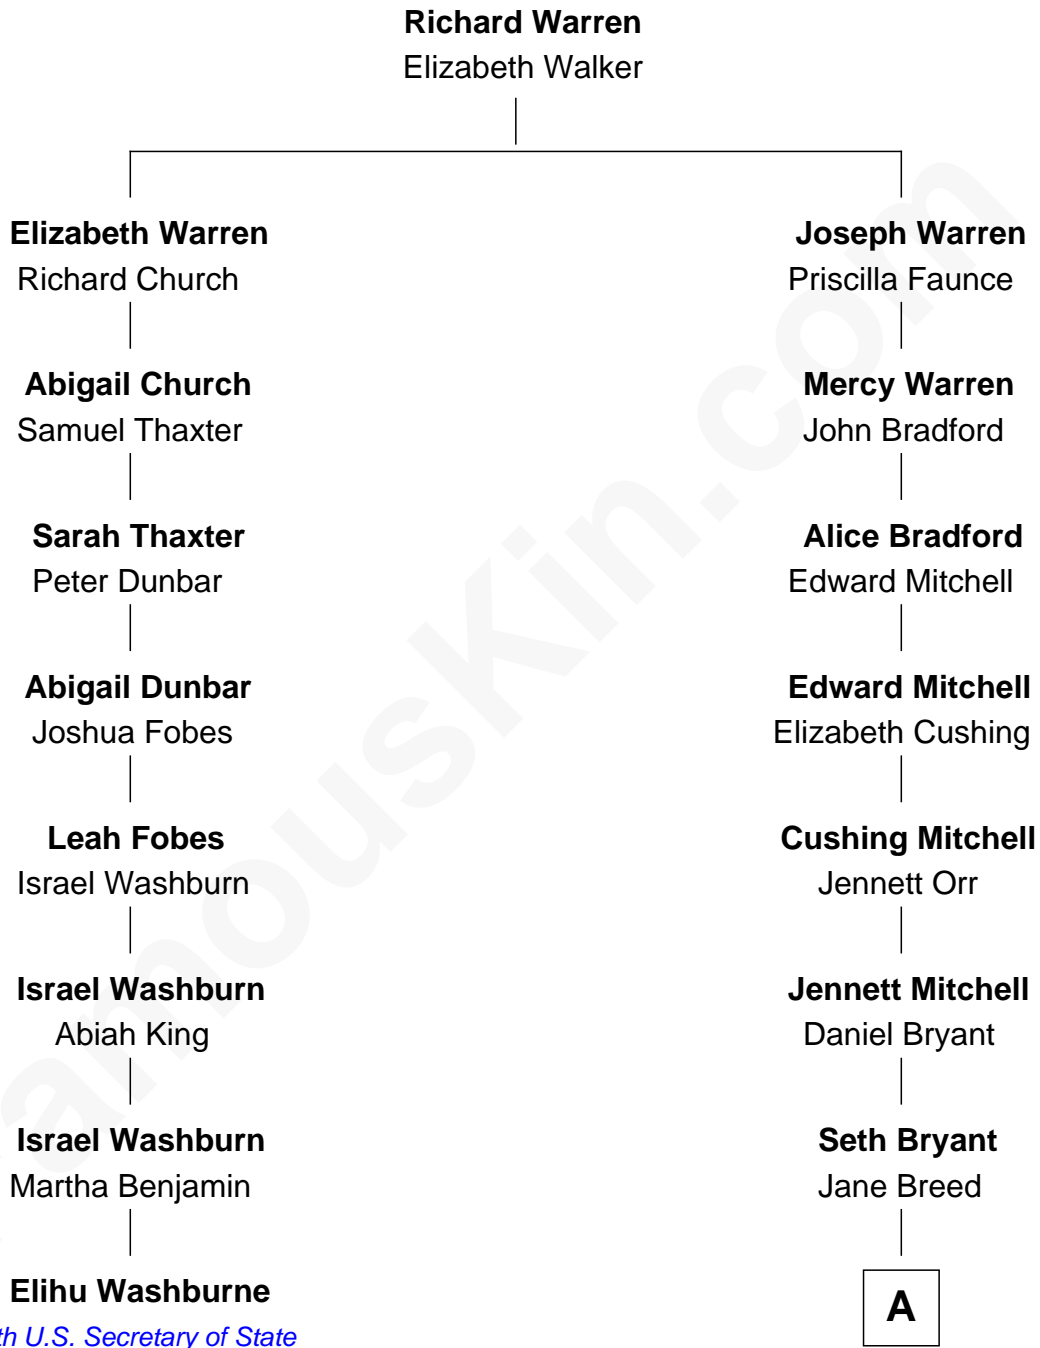 Richard Warren
Elizabeth Walker
Elizabeth Warren
Richard Church
Abigail Church
Samuel Thaxter
Sarah Thaxter
Peter Dunbar
Abigail Dunbar
Joshua Fobes
Leah Fobes
Israel Washburn
Israel Washburn
Abiah King
Israel Washburn
Martha Benjamin
Elihu Washburne
th U.S. Secretary of State
Joseph Warren
Priscilla Faunce
Mercy Warren
John Bradford
Alice Bradford
Edward Mitchell
Edward Mitchell
Elizabeth Cushing
Cushing Mitchell
Jennett Orr
Jennett Mitchell
Daniel Bryant
Seth Bryant
Jane Breed
A
amouskin.com